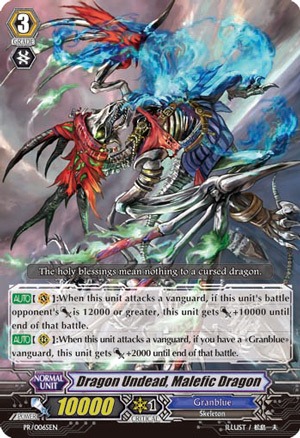 3
GRADE
The holy blessings mean nothing to a cursed dragon.
AUTO [ ]:When this unit attacks a vanguard, if this unit's battle
opponent's is 12000 or greater, this unit gets +10000 until
end of that battle.
AUTO [ ]:When this unit attacks a vanguard, if you have a «Granblue»
vanguard, this unit gets +2000 until end of that battle.
NORMAL
UNIT
Dragon Undead, Malefic Dragon
POWER
10000
1
CRITICAL
Granblue
Skeleton
PR/0065EN
ILLUST /